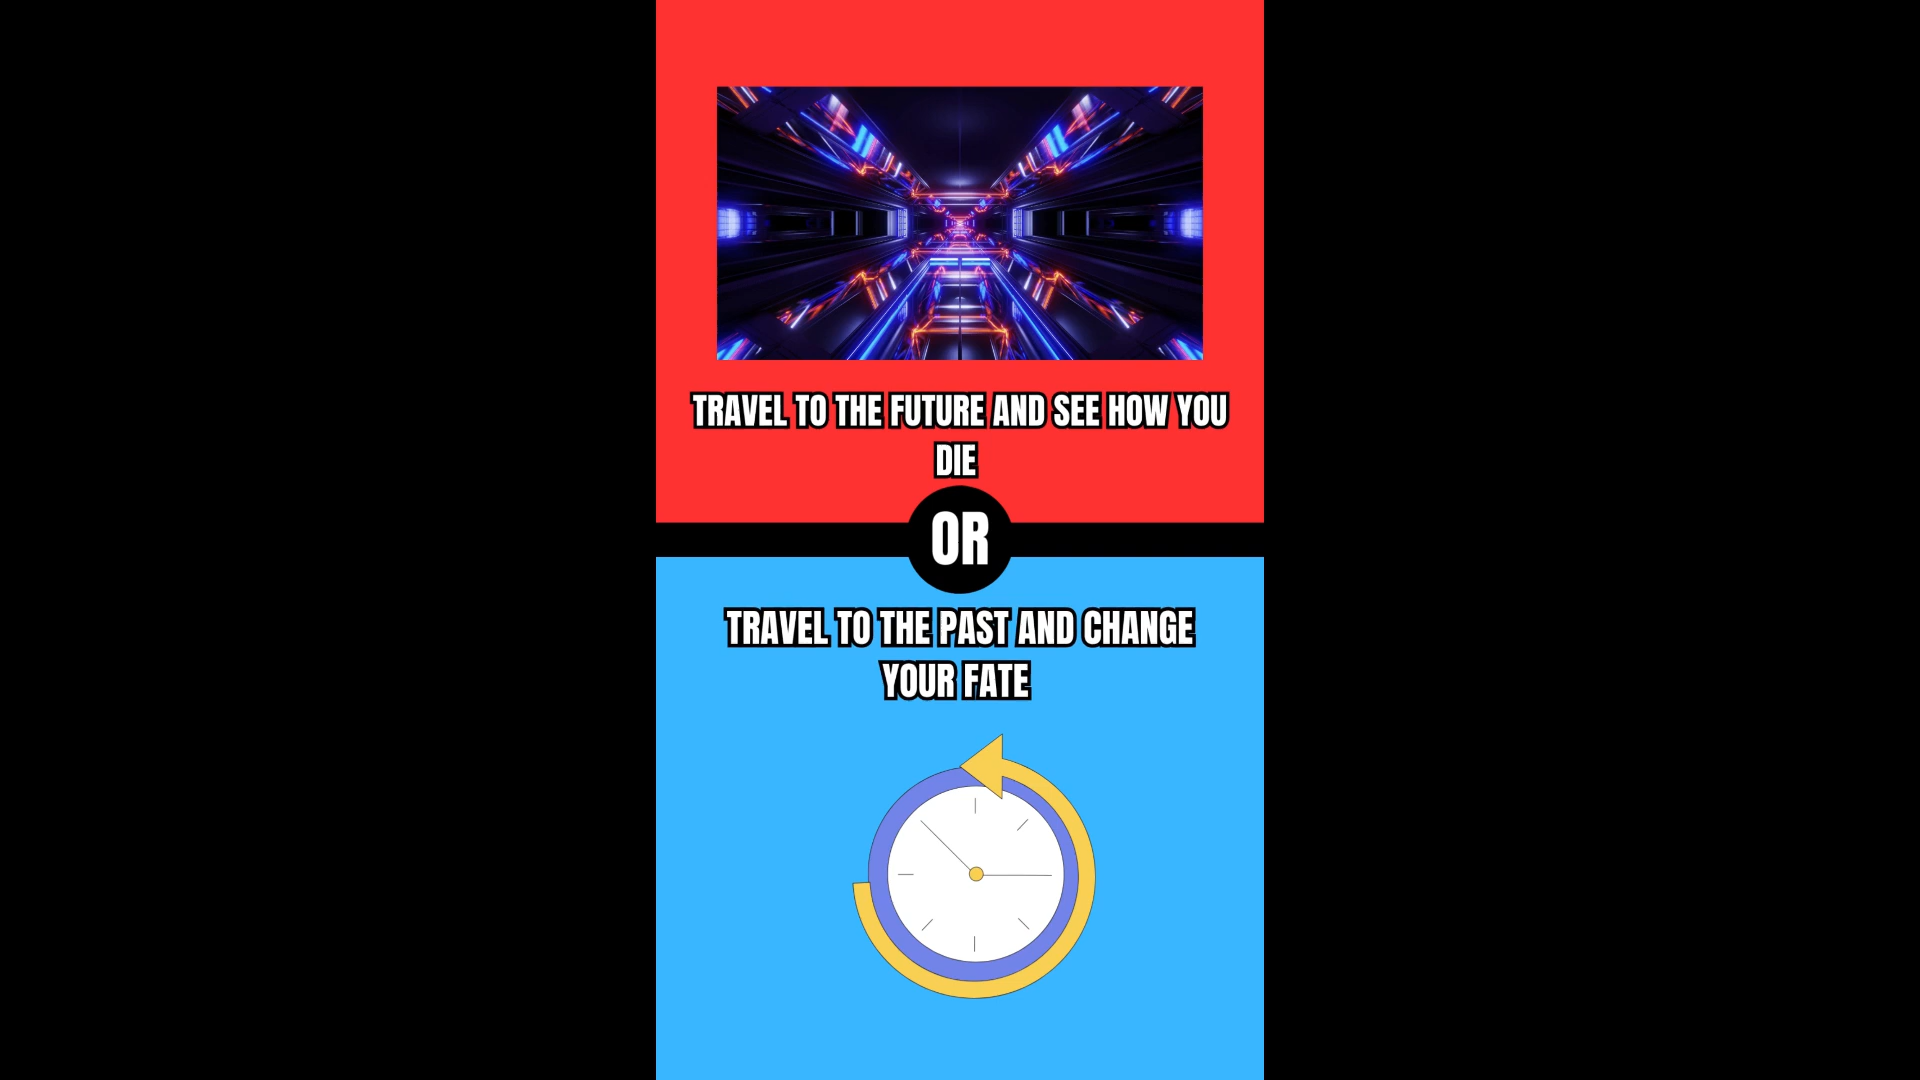 TRAVEL TO THE FUTURE AND SEE HOW YOU
DIE
OR
TRAVEL TO THE PAST AND CHANGE
YOUR FATE